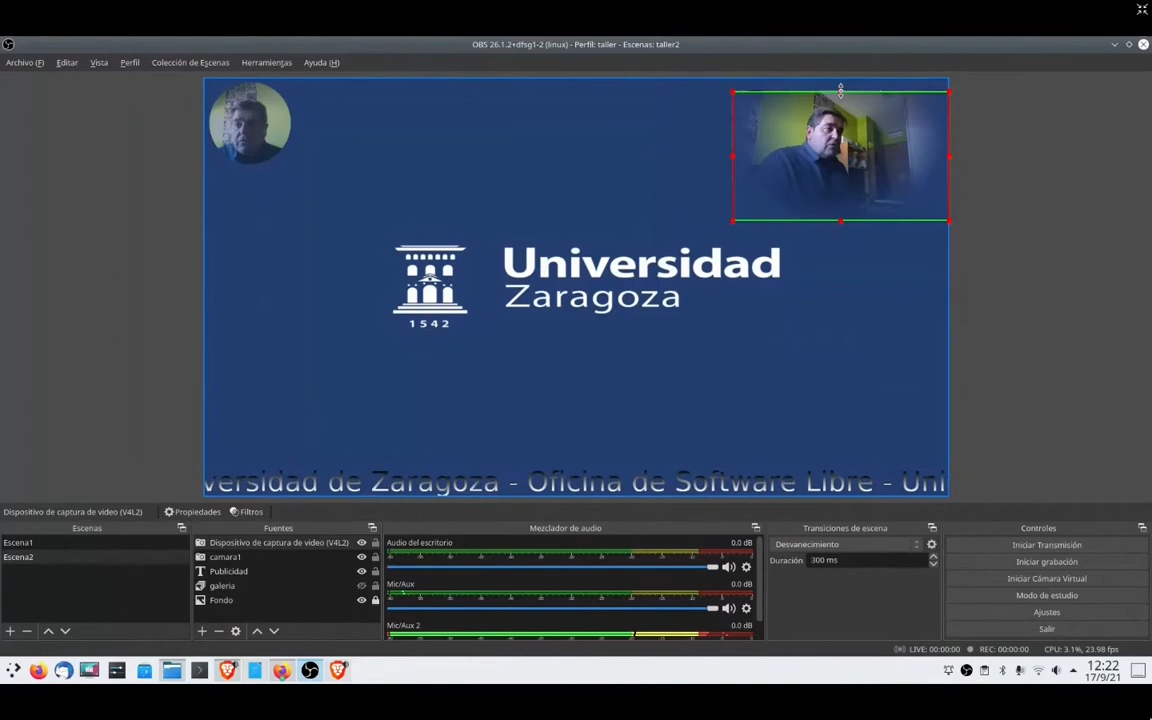 OBS 26.1.2+dfsg1-2 (linux) - Perfil: taller - Escenas: taller2
Archivo (F) Editar Vista Perfil Colección de Escenas Herramientas Ayuda (H)
Universidad
Zaragoza
1542
versidad de Zaragoza - Oficina de Software Libre - Uni
Dispositivo de captura de video (V4L2) Propiedades Filtros
Escenas Fuentes Mezclador de audio Transiciones de escena Controles
Escena1
Escena2
Dispositivo de captura de video (V4L2)
camara1
Publicidad
galeria
Fondo
Audio del escritorio 0.0 dB
Mic/Aux 0.0 dB
Mic/Aux 2 0.0 dB
Desvanecimiento
Duración 300 ms
Iniciar Transmisión
Iniciar grabación
Iniciar Cámara Virtual
Modo de estudio
Ajustes
Salir
LIVE: 00:00:00 REC: 00:00:00 CPU: 3.1%, 23.98 fps
12:22
17/9/21